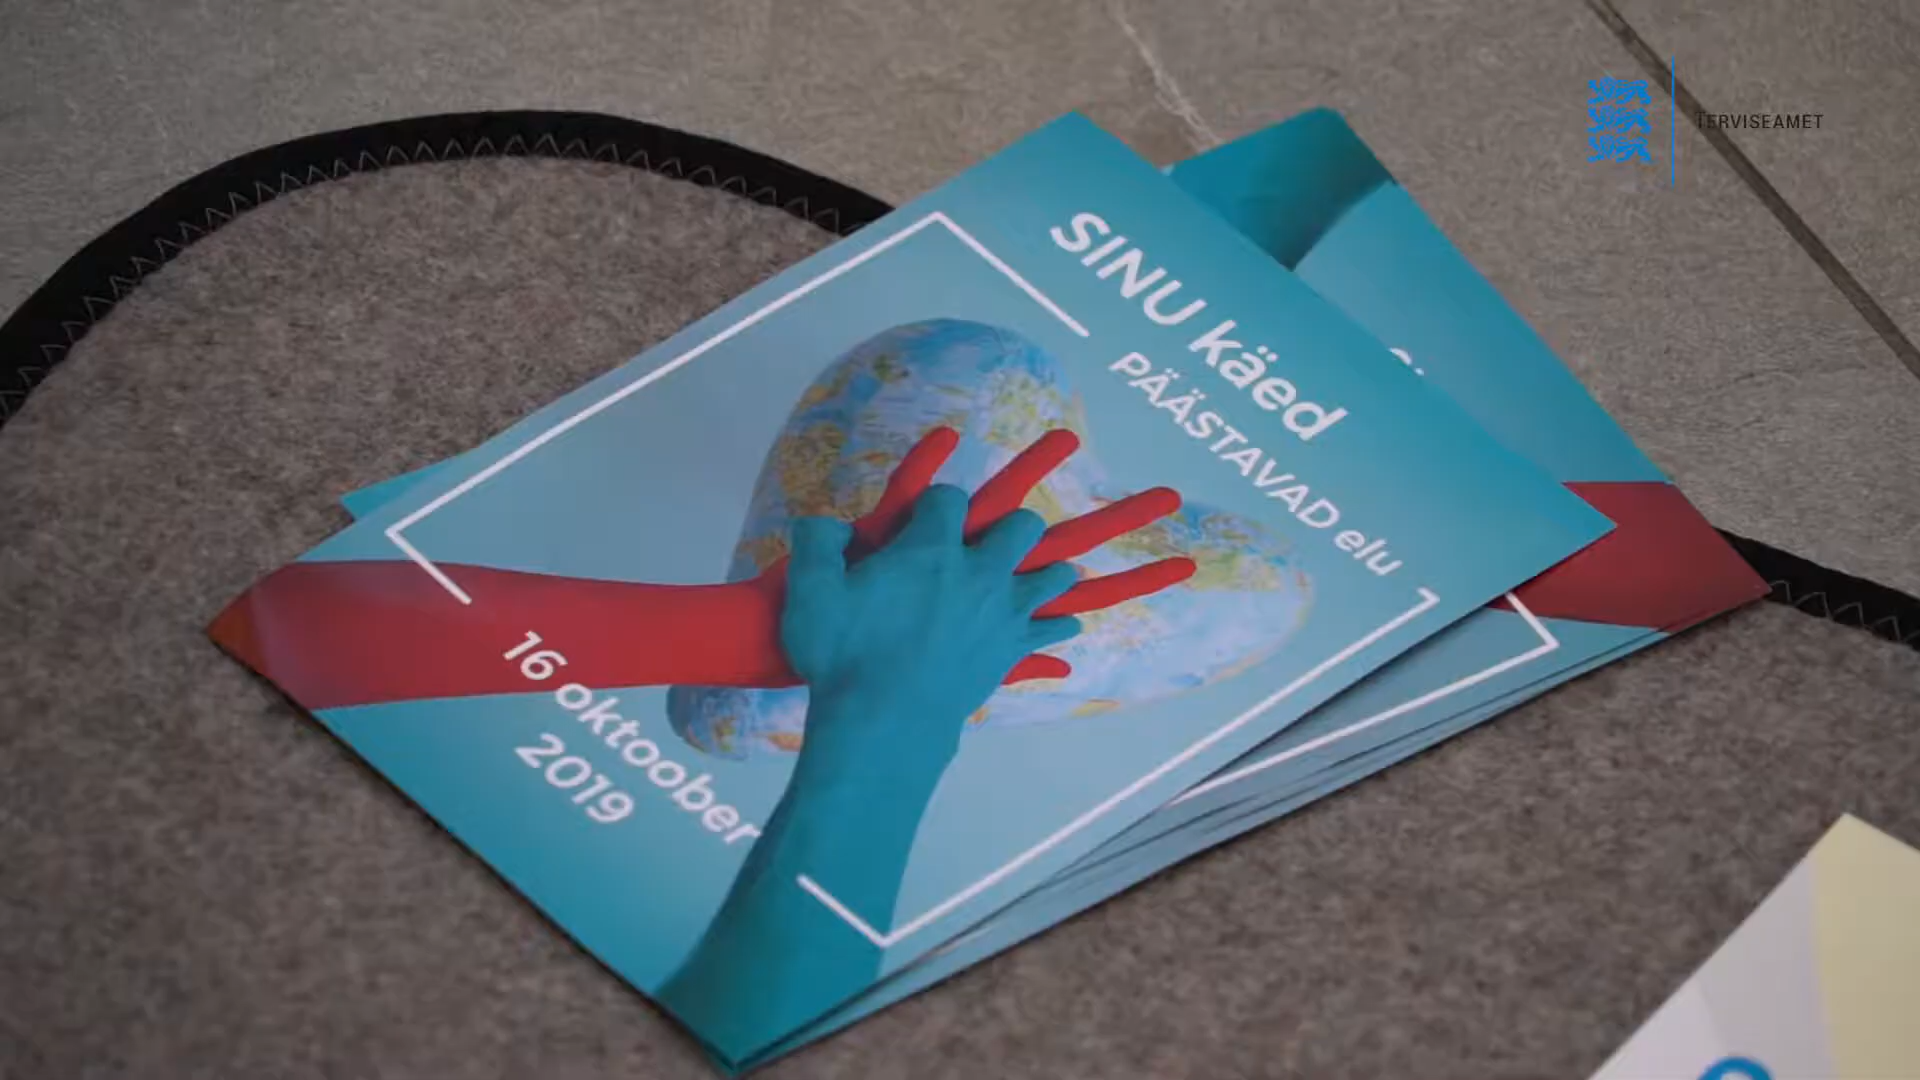 TERVISEAMET
SINU käed
PÄÄSTAVAD elu
16 oktoober
2019